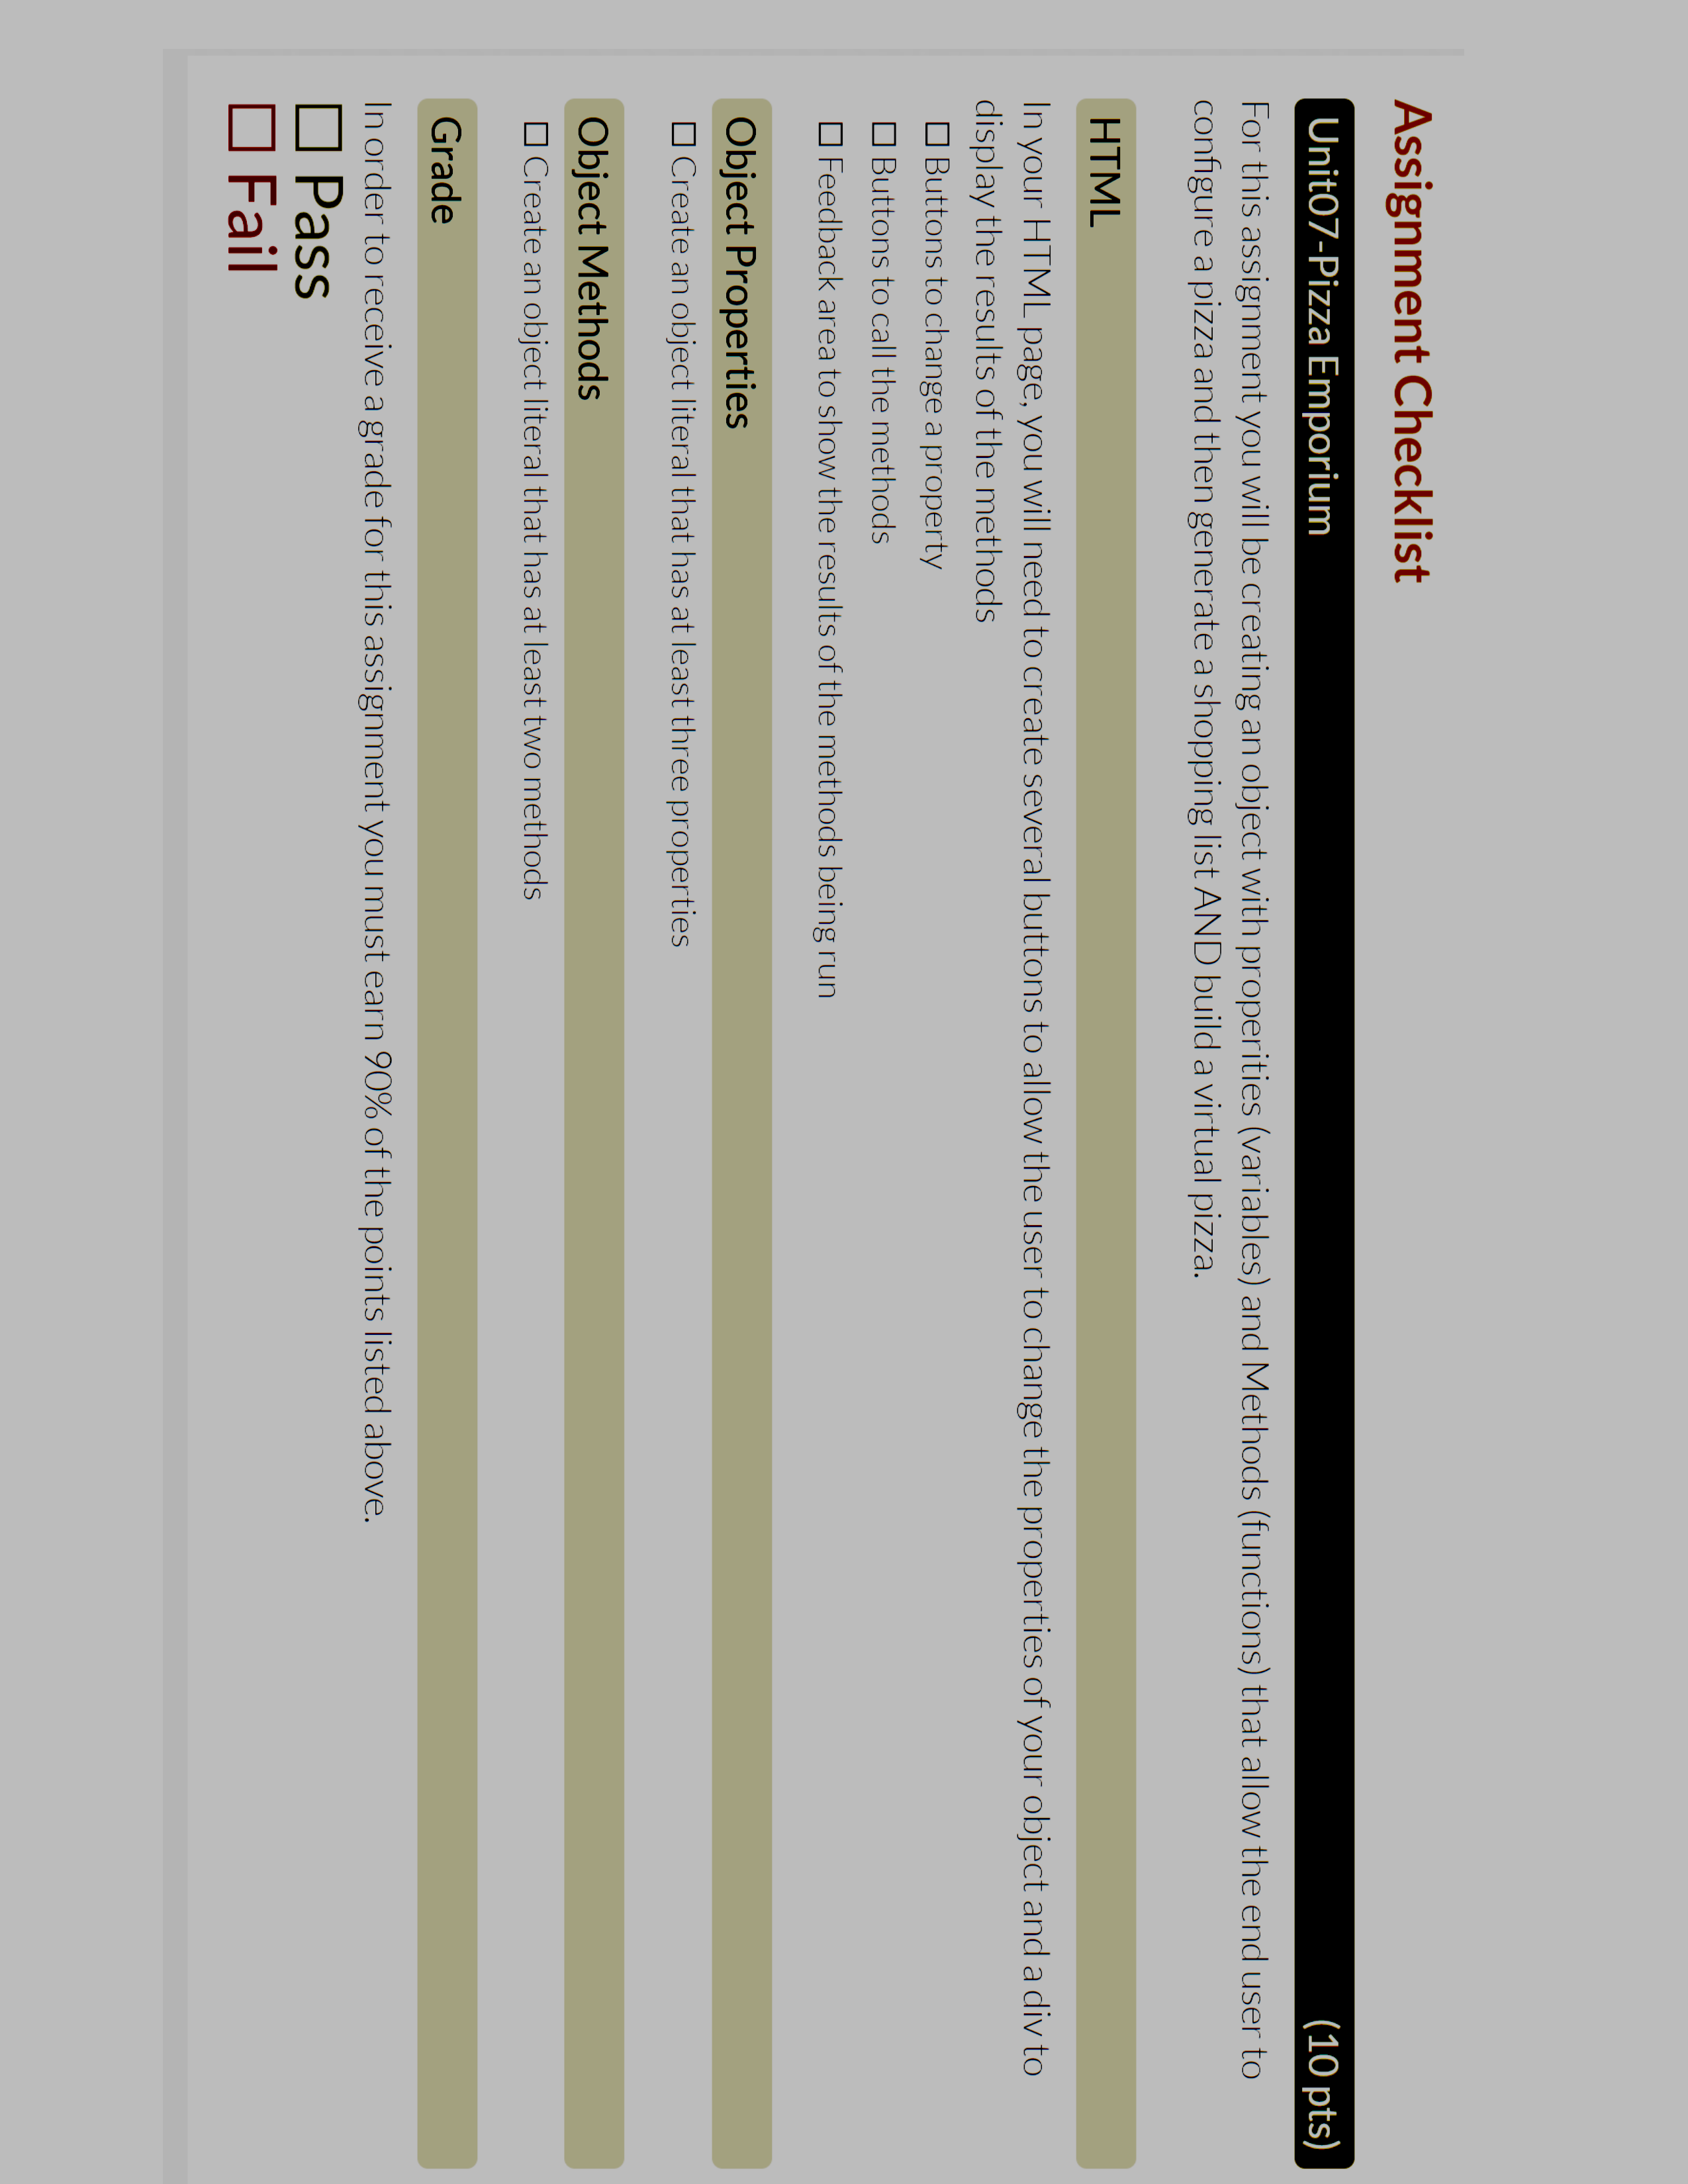 Assignment Checklist
Unit07-Pizza Emporium (10 pts)
For this assignment you will be creating an object with properities (variables) and Methods (functions) that allow the end user to
configure a pizza and then generate a shopping list AND build a virtual pizza.
HTML
In your HTML page, you will need to create several buttons to allow the user to change the properties of your object and a div to
display the results of the methods
☐ Buttons to change a property
☐ Buttons to call the methods
☐ Feedback area to show the results of the methods being run
Object Properties
☐ Create an object literal that has at least three properties
Object Methods
☐ Create an object literal that has at least two methods
Grade
In order to receive a grade for this assignment you must earn 90% of the points listed above.
☐ Pass
☐ Fail